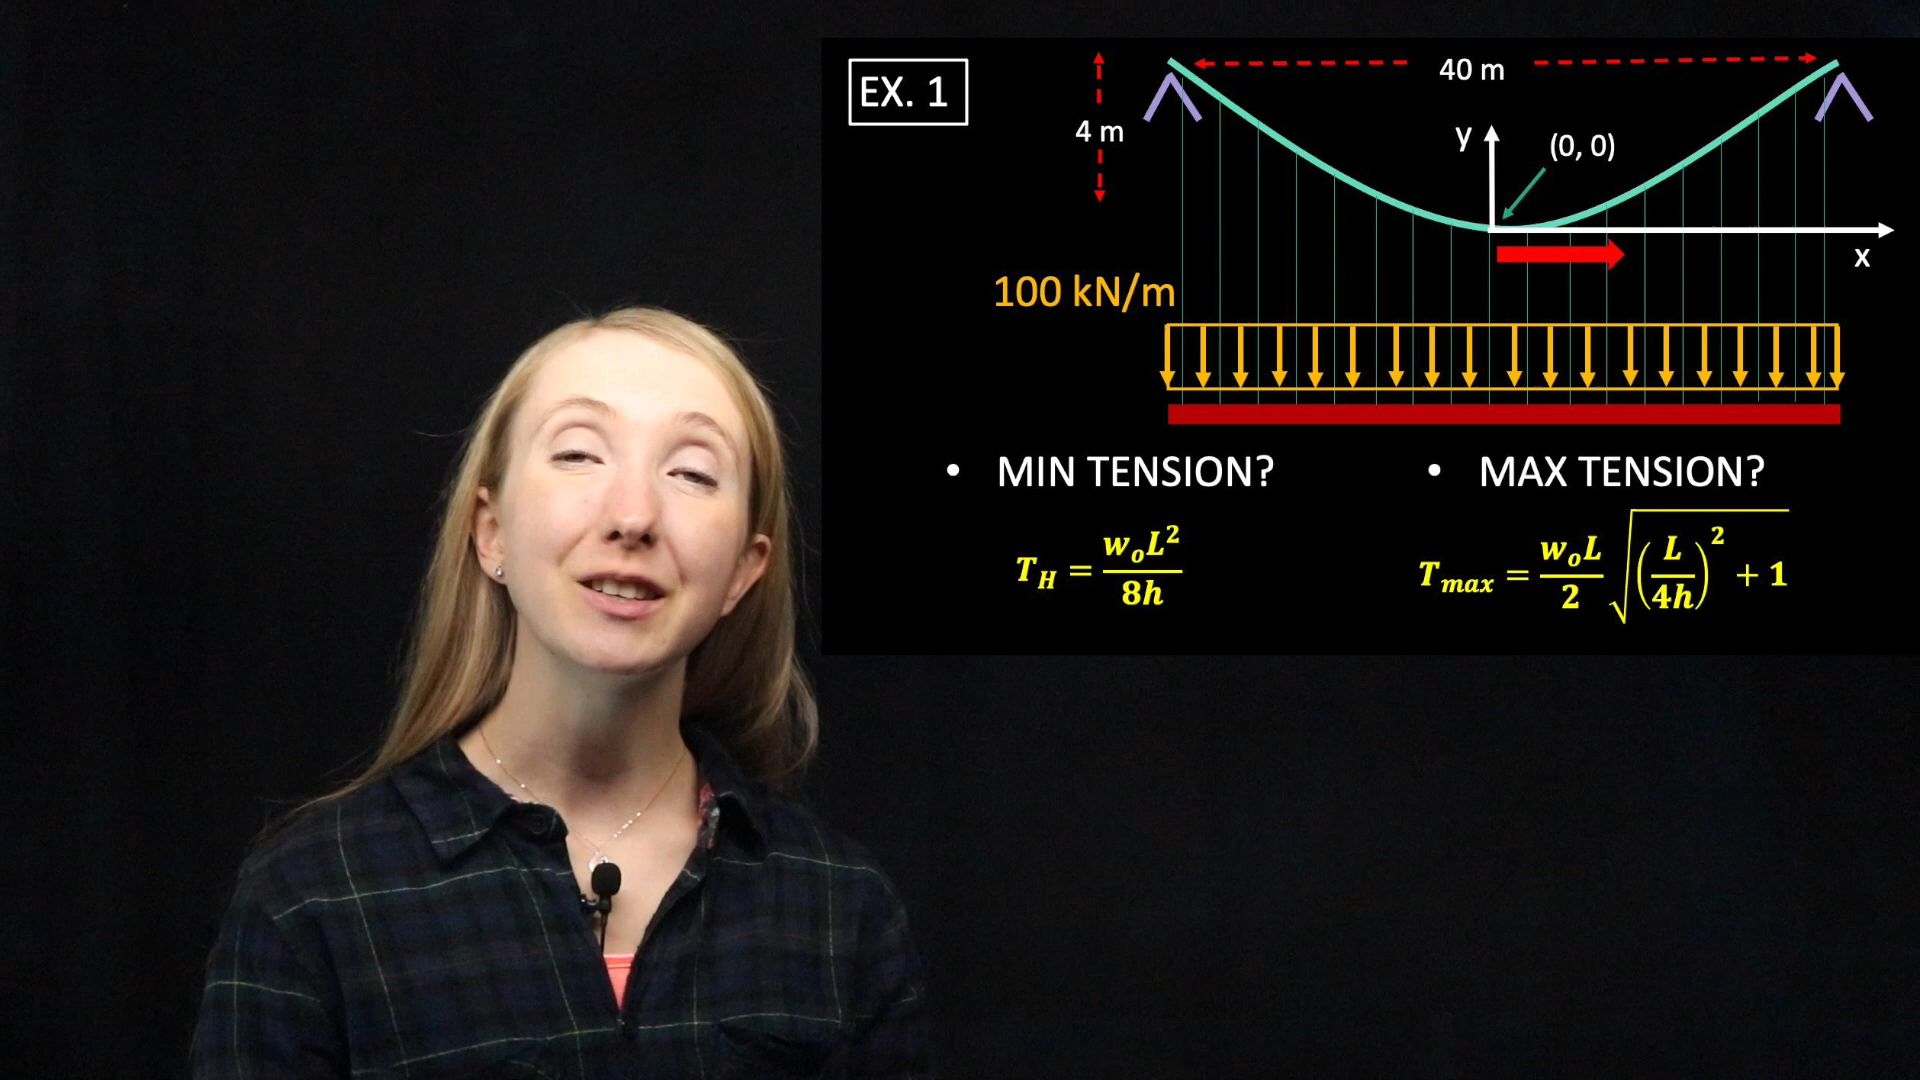 EX. 1
40 m
4 m
y
(0, 0)
x
100 kN/m
• MIN TENSION?
• MAX TENSION?
T_H = w_oL^2/8h
T_max = w_oL/2 √((L/4h)^2 + 1)